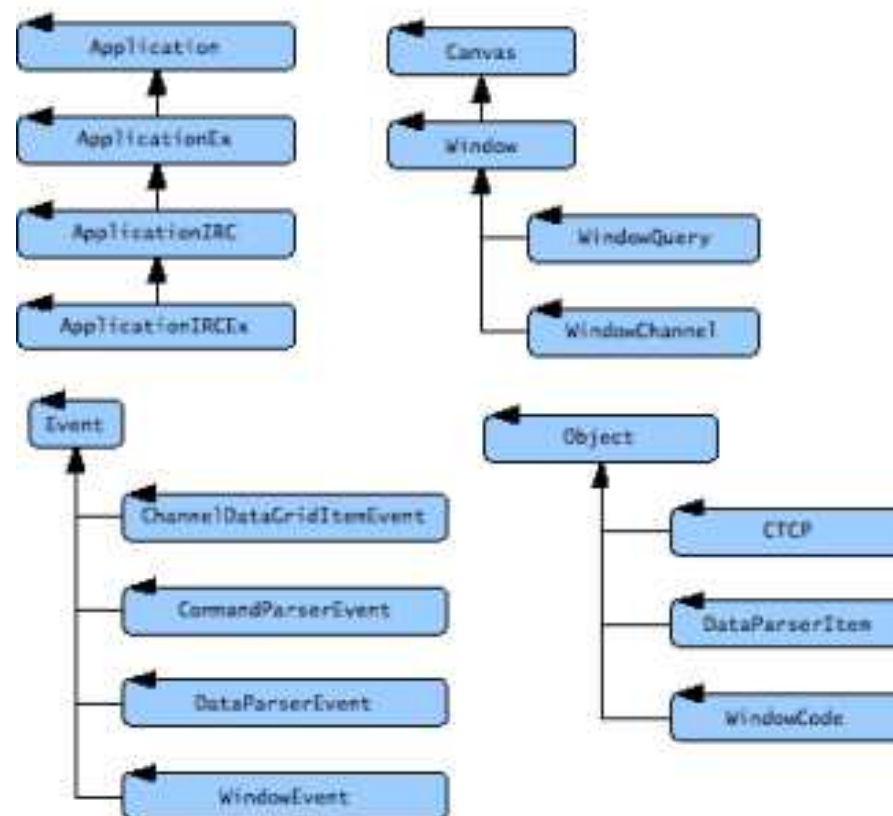 Application
ApplicationEx
ApplicationIRC
ApplicationIRCEx
Canvas
Window
WindowQuery
WindowChannel
Event
ChannelDataGridItemEvent
CommandParserEvent
DataParserEvent
WindowEvent
Object
CTCP
DataParserItem
WindowCode